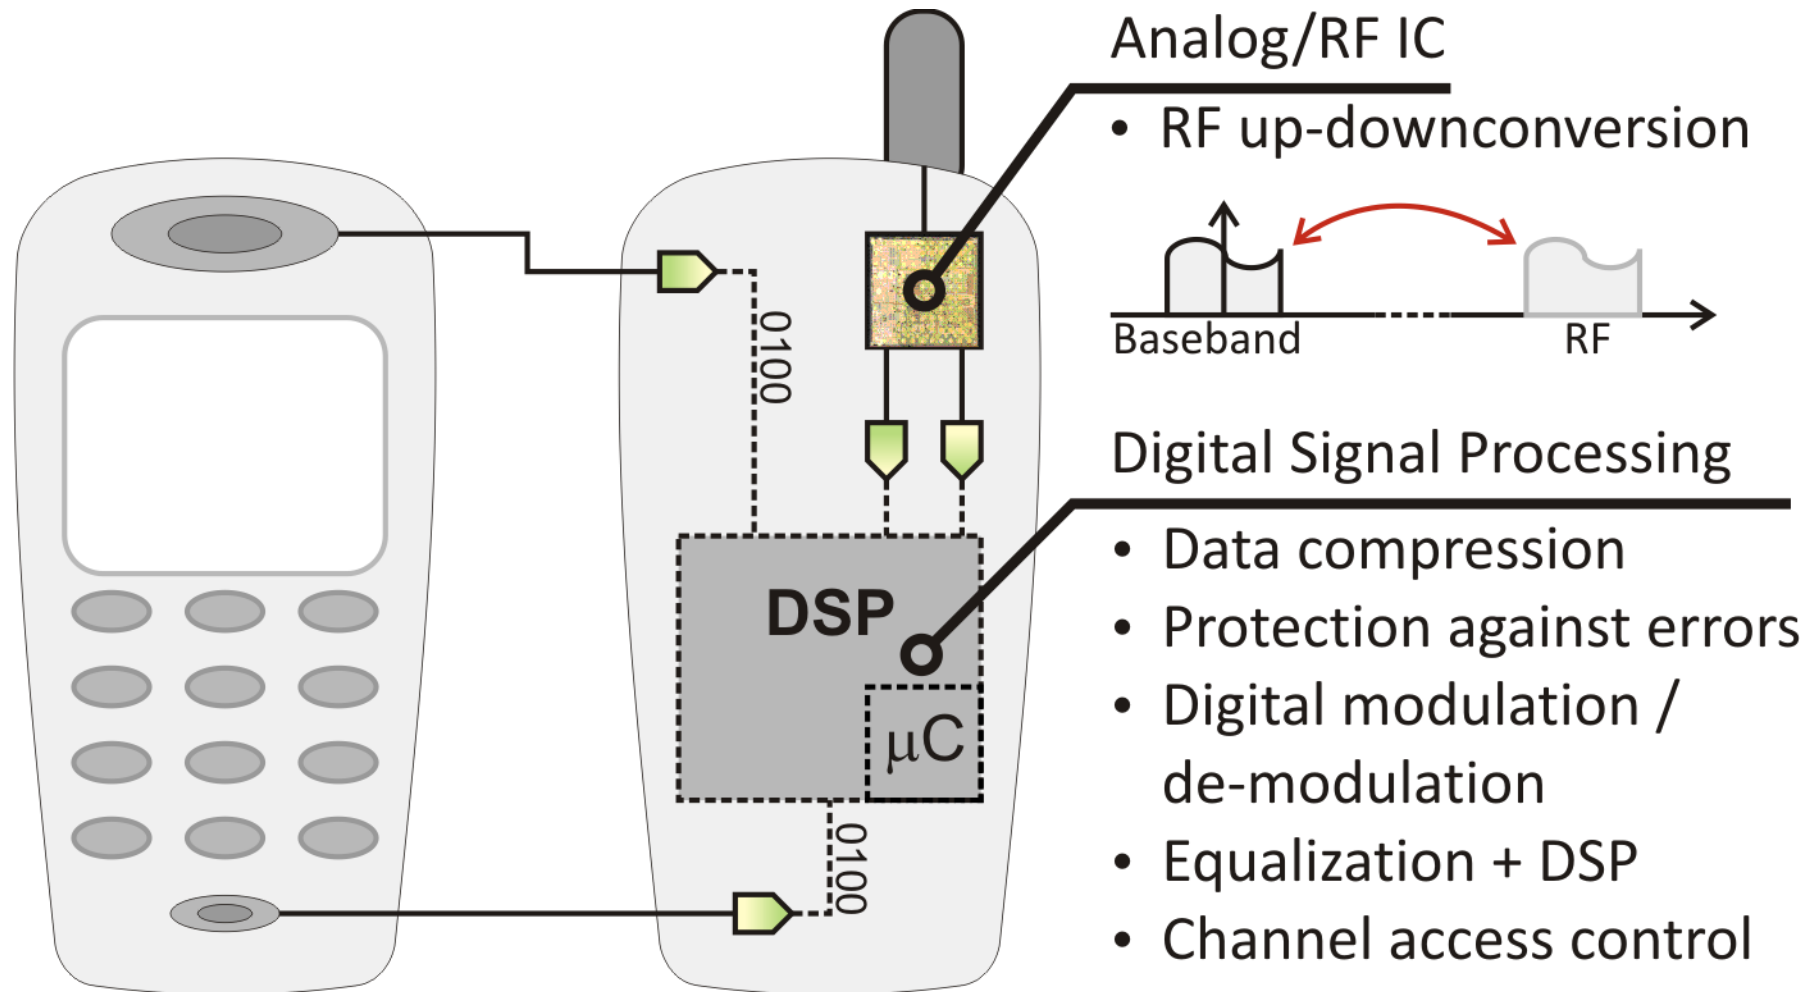 Analog/RF IC
• RF up-downconversion
Baseband
RF
0100
Digital Signal Processing
• Data compression
• Protection against errors
• Digital modulation /
de-modulation
• Equalization + DSP
• Channel access control
DSP
μC
0100